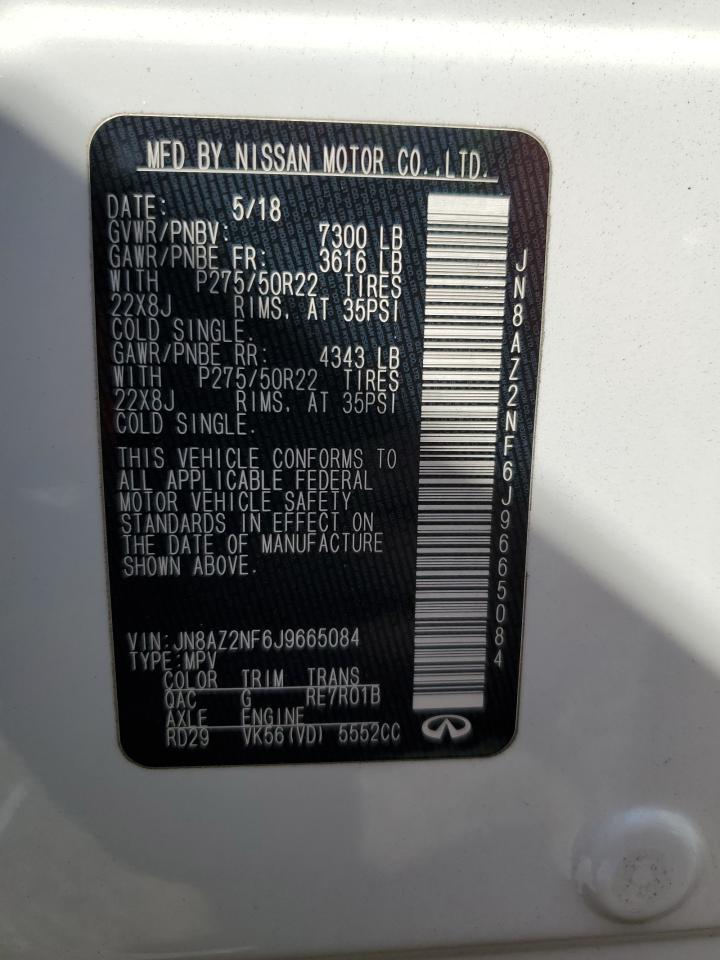 MFD BY NISSAN MOTOR CO.,LTD.
DATE: 5/18
GVWR/PNBV: 7300 LB
GAWR/PNBE FR: 3616 LB
WITH P275/50R22 TIRES
22X8J RIMS, AT 35PSI
COLD SINGLE.
GAWR/PNBE RR: 4343 LB
WITH P275/50R22 TIRES
22X8J RIMS, AT 35PSI
COLD SINGLE.
THIS VEHICLE CONFORMS TO
ALL APPLICABLE FEDERAL
MOTOR VEHICLE SAFETY
STANDARDS IN EFFECT ON
THE DATE OF MANUFACTURE
SHOWN ABOVE.
VIN:JN8AZ2NF6J9665084
TYPE:MPV
COLOR TRIM TRANS
QAC G RE7R01B
AXLE ENGINE
RD29 VK56(VD) 5552CC
JN8AZ2NF6J9665084